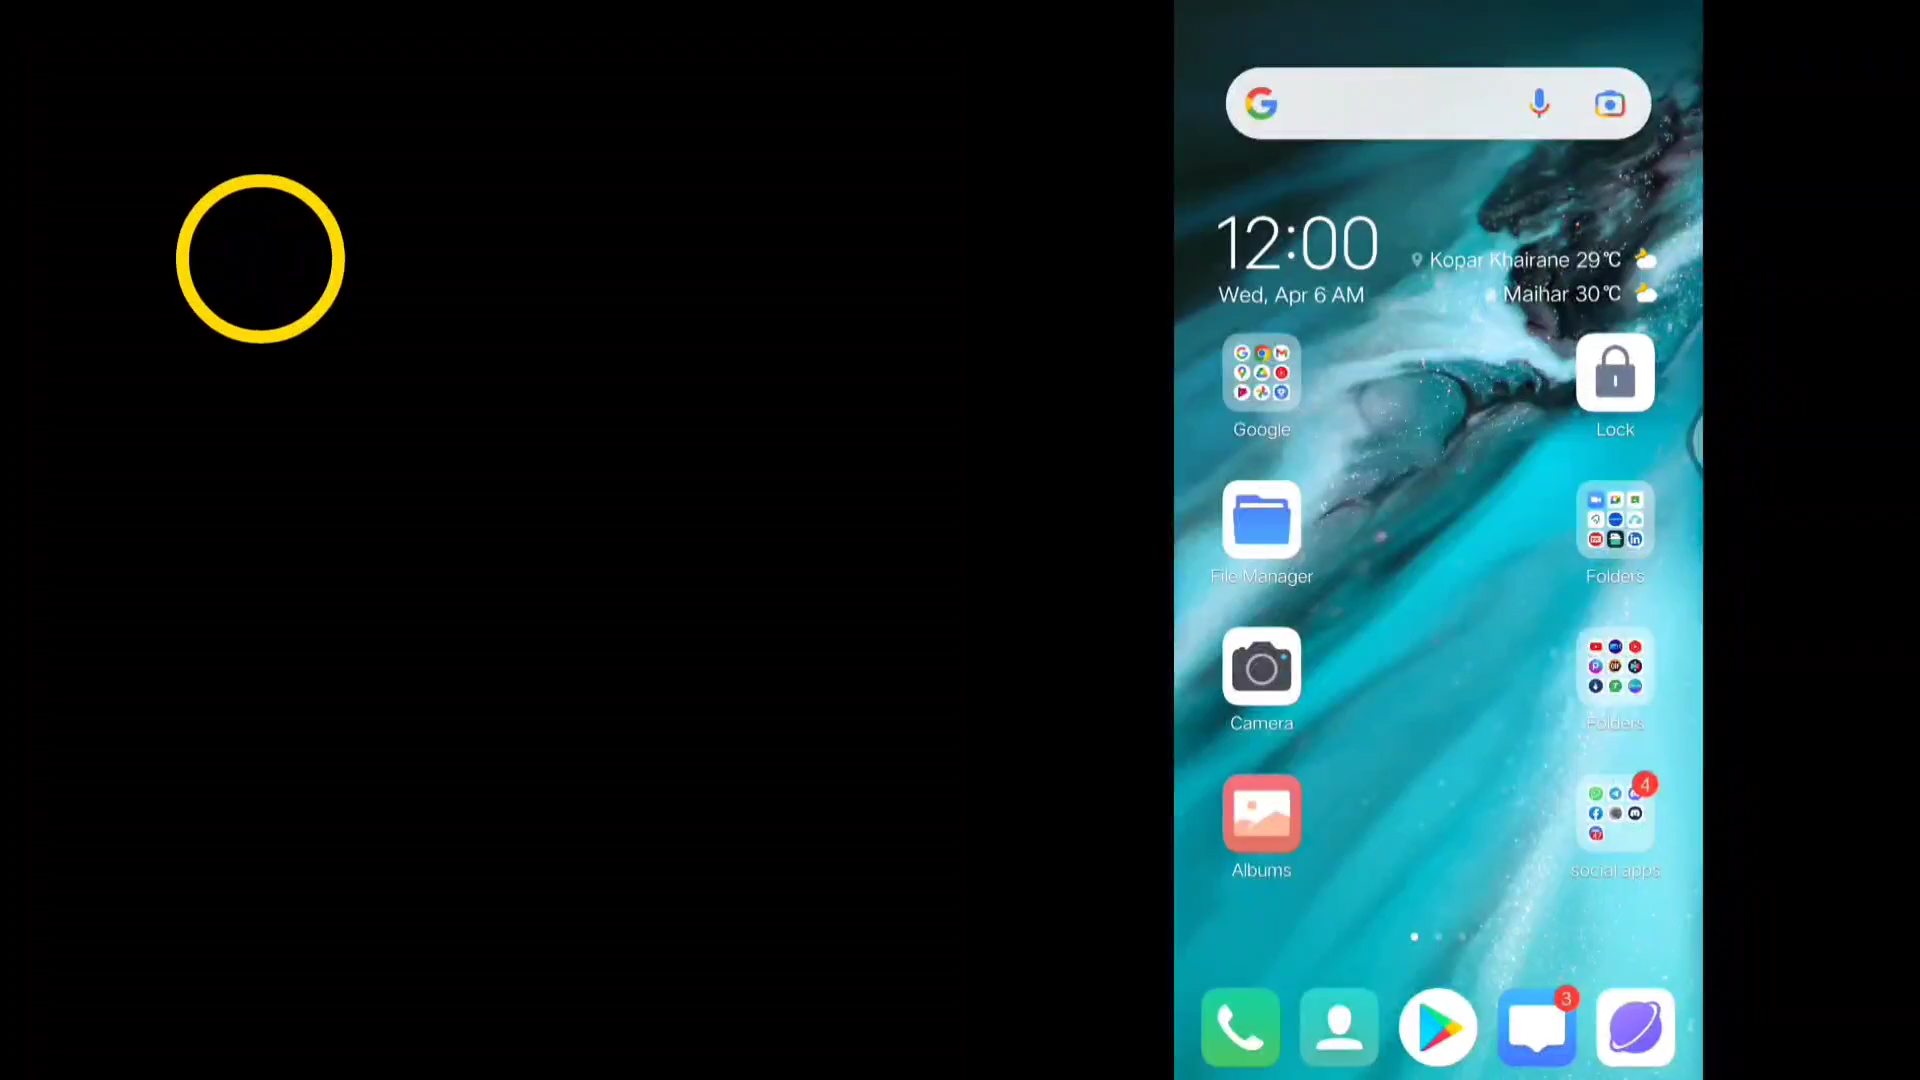 12:00
Kopar Khairane 29℃
Wed, Apr 6 AM
Maihar 30℃
Google
Lock
File Manager
Folders
Camera
Folders
4
Albums
social apps
3